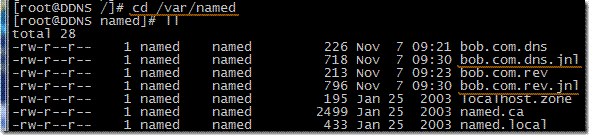 [root@DDNS /]# cd /var/named
[root@DDNS named]# ll
total 28
-rw-r--r-- 1 named named 226 Nov 7 09:21 bob.com.dns
-rw-r--r-- 1 named named 718 Nov 7 09:30 bob.com.dns.jnl
-rw-r--r-- 1 named named 213 Nov 7 09:23 bob.com.rev
-rw-r--r-- 1 named named 796 Nov 7 09:30 bob.com.rev.jnl
-rw-r--r-- 1 named named 195 Jan 25 2003 localhost.zone
-rw-r--r-- 1 named named 2499 Jan 25 2003 named.ca
-rw-r--r-- 1 named named 433 Jan 25 2003 named.local